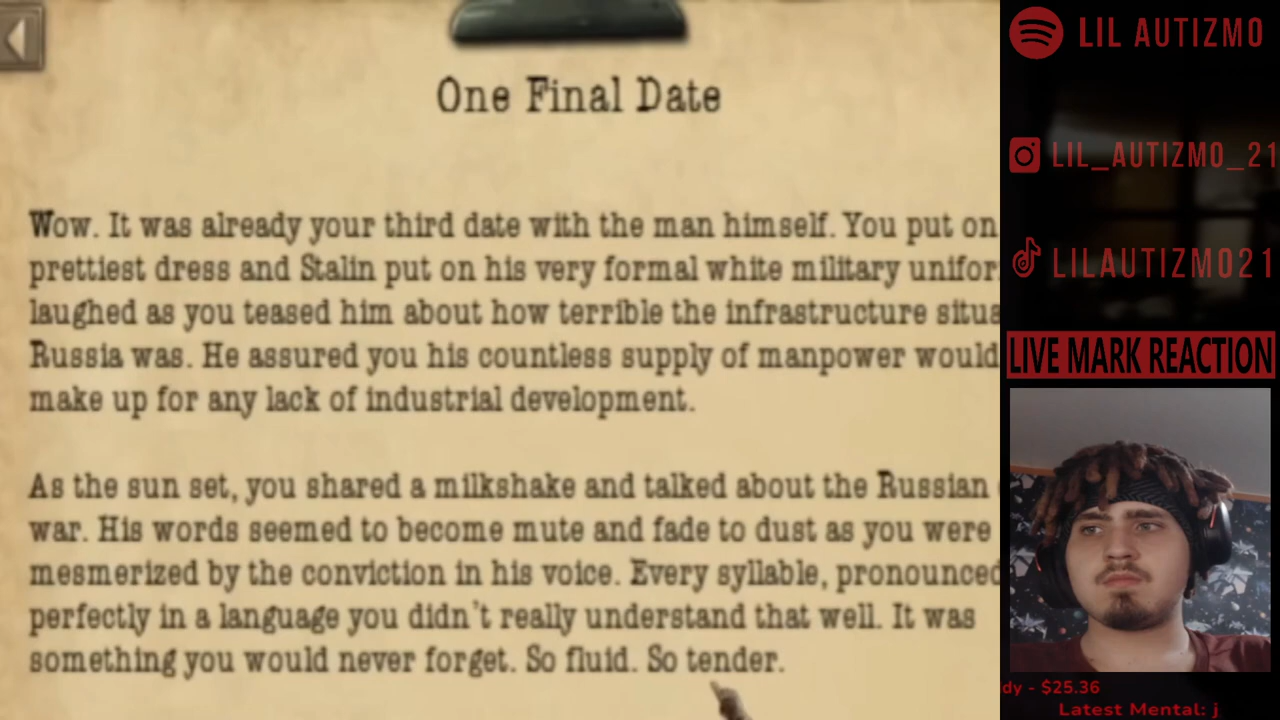 One Final Date
Wow. It was already your third date with the man himself. You put on
prettiest dress and Stalin put on his very formal white military
laughed as you teased him about how terrible the infrastructure
Russia was. He assured you his countless supply of manpower would
make up for any lack of industrial development.
As the sun set, you shared a milkshake and talked about the Russian
war. His words seemed to become mute and fade to dust as you were
mesmerized by the conviction in his voice. Every syllable, pronounced
perfectly in a language you didn't really understand that well. It was
something you would never forget. So fluid. So tender.
LIL AUTIZMO
LIL_AUTIZMO_21
LILAUTIZMO21
LIVE MARK REACTION
dy - $25.36
Latest Mental: j